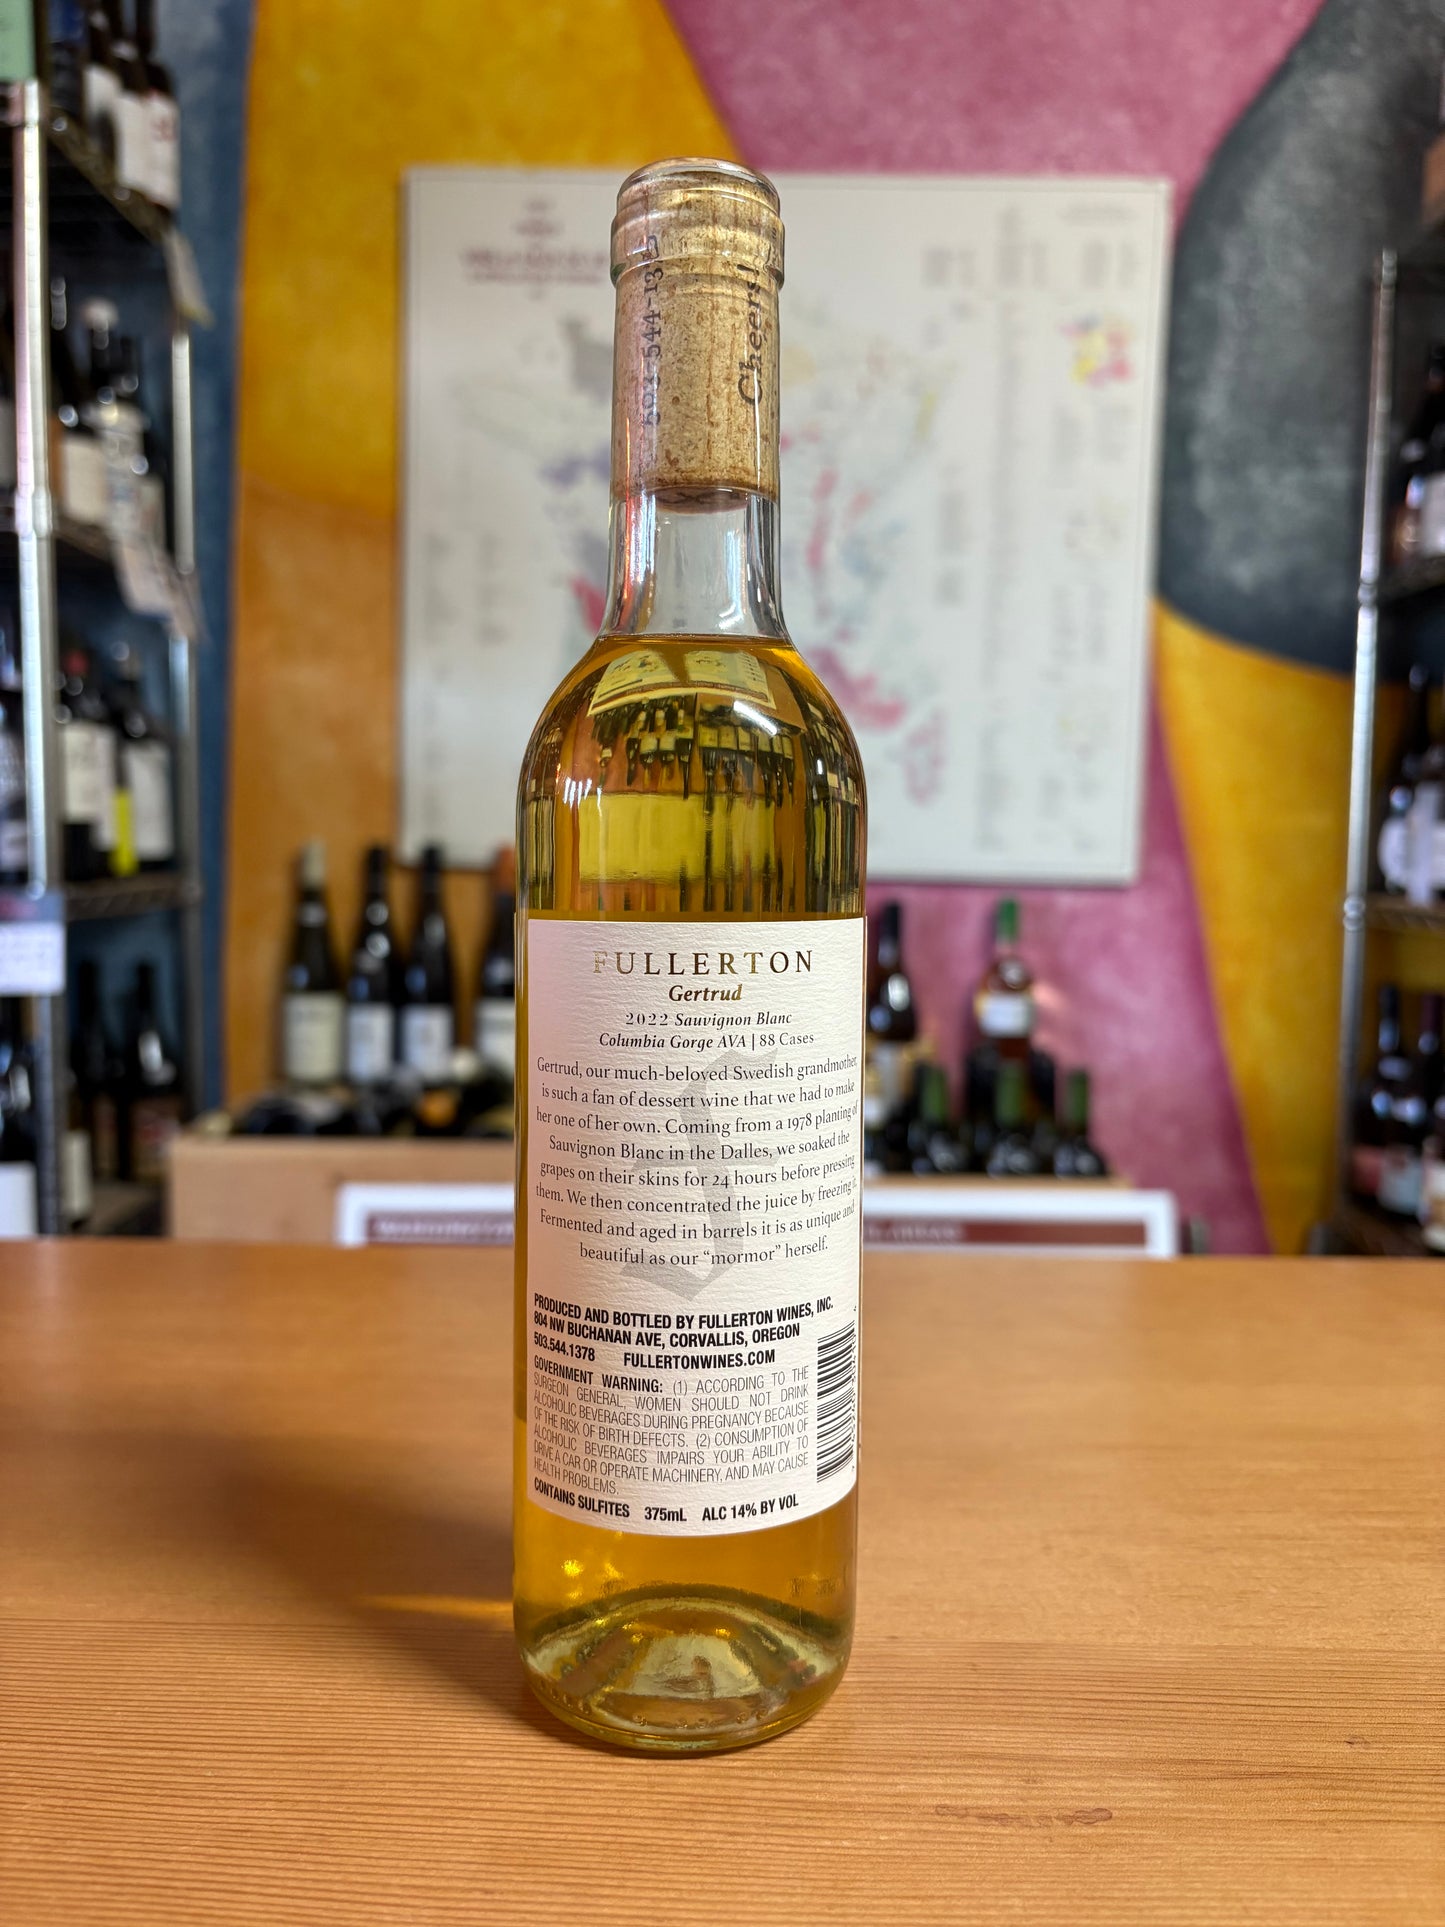 503-544-13
Cheers!
FULLERTON
Gertrud
2022 Sauvignon Blanc
Columbia Gorge AVA | 88 Cases
Gertrud, our much-beloved Swedish grandmother,
is such a fan of dessert wine that we had to make
her one of her own. Coming from a 1978 planting of
Sauvignon Blanc in the Dalles, we soaked the
grapes on their skins for 24 hours before pressing
them. We then concentrated the juice by freezing it.
Fermented and aged in barrels it is as unique and
beautiful as our “mormor” herself.
PRODUCED AND BOTTLED BY FULLERTON WINES, INC.
804 NW BUCHANAN AVE, CORVALLIS, OREGON
503.544.1378 FULLERTONWINES.COM
GOVERNMENT WARNING: (1) ACCORDING TO THE
SURGEON GENERAL, WOMEN SHOULD NOT DRINK
ALCOHOLIC BEVERAGES DURING PREGNANCY BECAUSE
OF THE RISK OF BIRTH DEFECTS. (2) CONSUMPTION OF
ALCOHOLIC BEVERAGES IMPAIRS YOUR ABILITY TO
DRIVE A CAR OR OPERATE MACHINERY, AND MAY CAUSE
HEALTH PROBLEMS.
CONTAINS SULFITES 375mL ALC 14% BY VOL